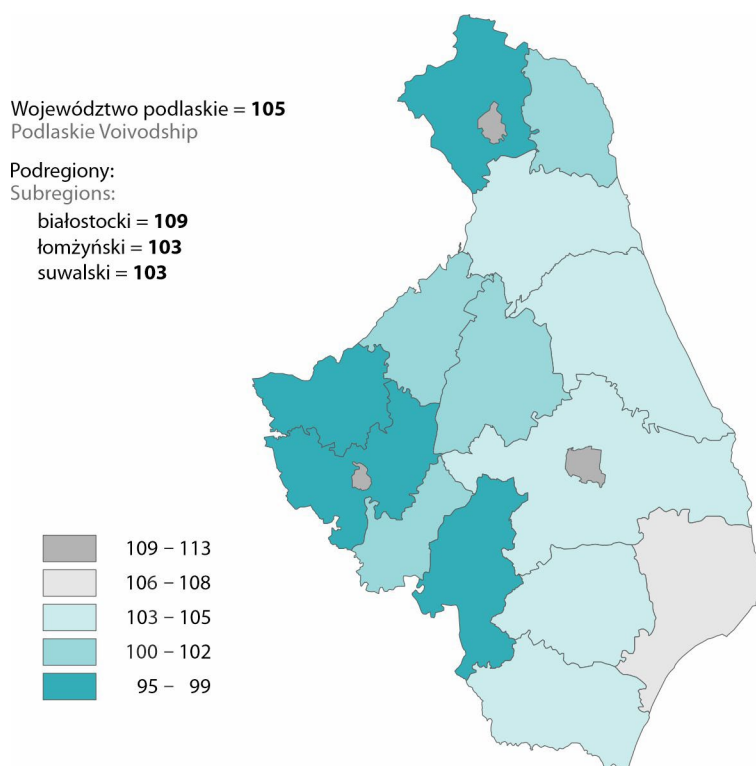 Województwo podlaskie = 105
Podlaskie Voivodship
Podregiony:
Subregions:
białostocki = 109
łomżyński = 103
suwalski = 103
109 – 113
106 – 108
103 – 105
100 – 102
95 – 99